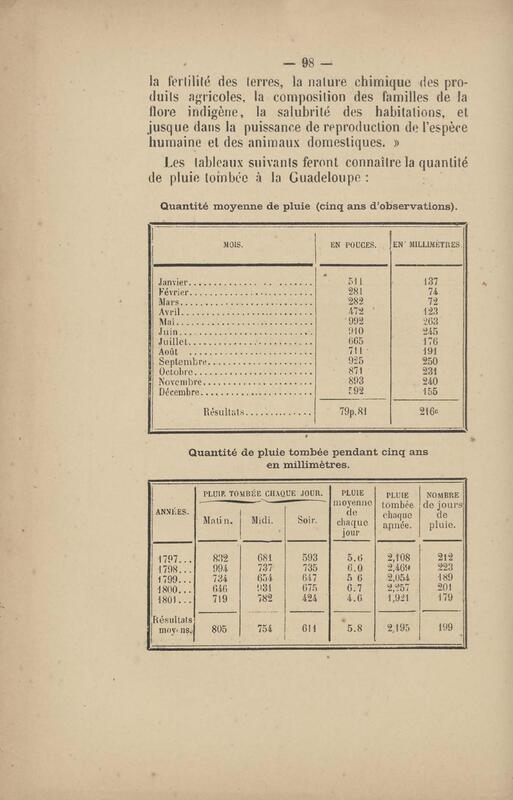 — 98 —
la fertilité des terres, la nature chimique des pro-
duits agricoles, la composition des familles de la
flore indigène, la salubrité des habitations, et
jusque dans la puissance de reproduction de l'espèce
humaine et des animaux domestiques. »
Les tableaux suivants feront connaître la quantité
de pluie tombée à la Guadeloupe :
Quantité moyenne de pluie (cinq ans d'observations).
MOIS. EN POUCES. EN MILLIMÈTRES
Janvier 511 137
Février 281 74
Mars 282 72
Avril 472 123
Mai 992 263
Juin 910 245
Juillet 665 176
Août 711 191
Septembre 925 250
Octobre 871 231
Novembre 893 240
Décembre 592 155
Résultats 79p.81 216c
Quantité de pluie tombée pendant cinq ans
en millimètres.
ANNÉES. PLUIE TOMBÉE CHAQUE JOUR. PLUIE moyenne de chaque jour PLUIE tombée chaque année. NOMBRE de jours de pluie.
Matin. Midi. Soir.
1797... 832 681 593 5.6 2,108 212
1798... 994 737 735 6.0 2,469 223
1799... 734 654 647 5 6 2,054 189
1800... 646 931 675 6.7 2,257 201
1801... 719 782 424 4.6 1,921 179
Résultats
moyens. 805 754 611 5.8 2,195 199